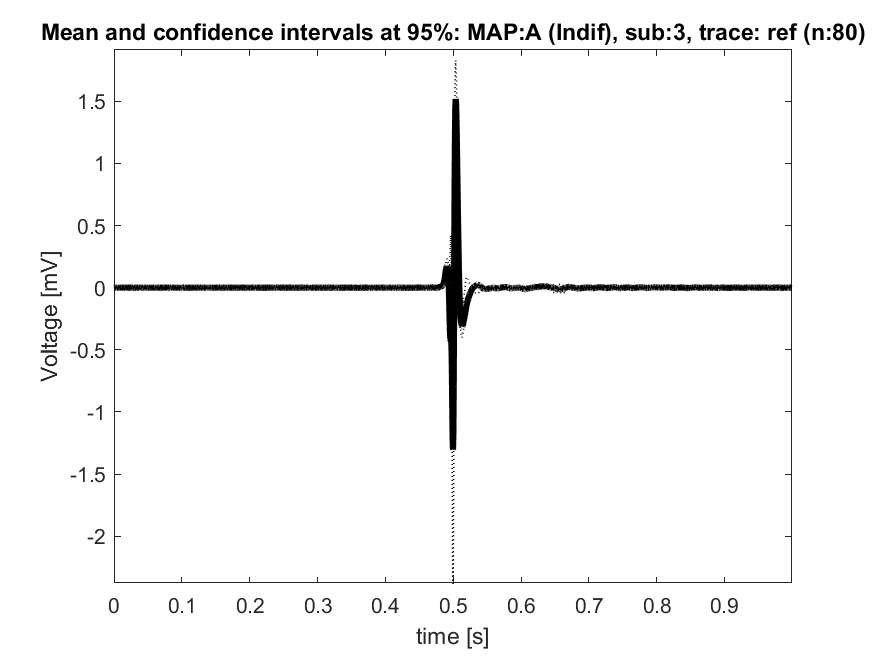 Mean and confidence intervals at 95%: MAP:A (Indif), sub:3, trace: ref (n:80)
1.5
1
0.5
0
-0.5
-1
-1.5
-2
Voltage [mV]
0 0.1 0.2 0.3 0.4 0.5 0.6 0.7 0.8 0.9
time [s]